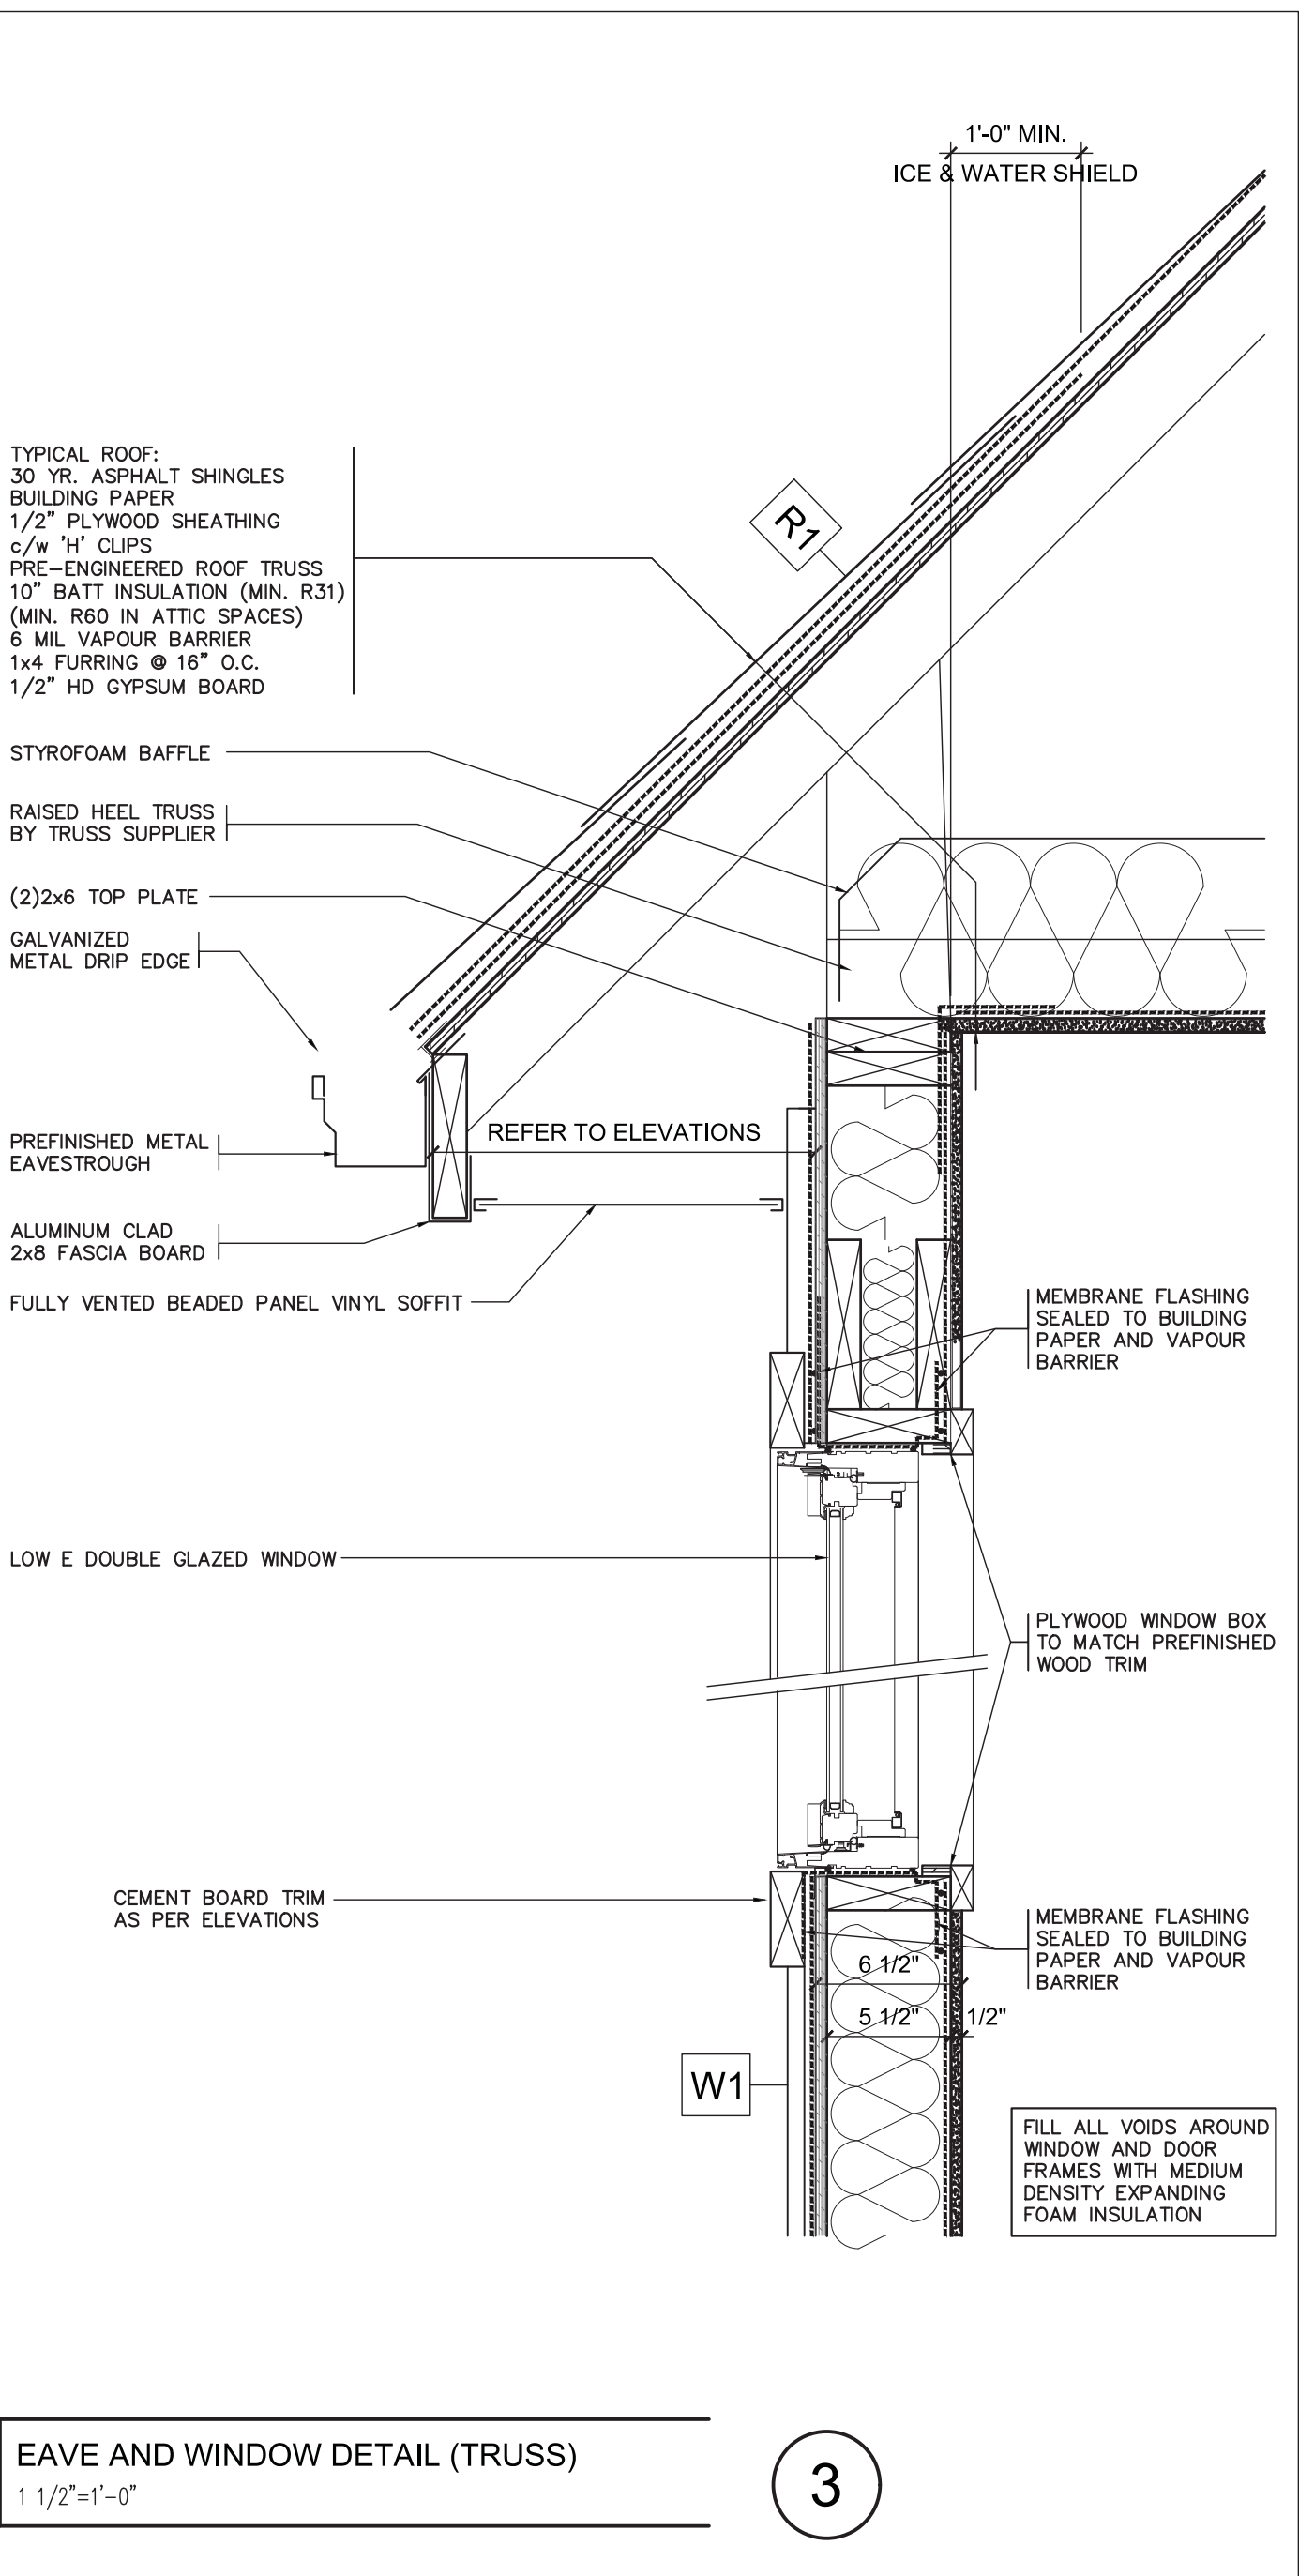 1'-0" MIN.
ICE & WATER SHIELD
TYPICAL ROOF:
30 YR. ASPHALT SHINGLES
BUILDING PAPER
1/2" PLYWOOD SHEATHING
c/w 'H' CLIPS
PRE-ENGINEERED ROOF TRUSS
10" BATT INSULATION (MIN. R31)
(MIN. R60 IN ATTIC SPACES)
6 MIL VAPOUR BARRIER
1x4 FURRING @ 16" O.C.
1/2" HD GYPSUM BOARD
R1
STYROFOAM BAFFLE
RAISED HEEL TRUSS
BY TRUSS SUPPLIER
(2)2x6 TOP PLATE
GALVANIZED
METAL DRIP EDGE
REFER TO ELEVATIONS
PREFINISHED METAL
EAVESTROUGH
ALUMINUM CLAD
2x8 FASCIA BOARD
FULLY VENTED BEADED PANEL VINYL SOFFIT
MEMBRANE FLASHING
SEALED TO BUILDING
PAPER AND VAPOUR
BARRIER
LOW E DOUBLE GLAZED WINDOW
PLYWOOD WINDOW BOX
TO MATCH PREFINISHED
WOOD TRIM
CEMENT BOARD TRIM
AS PER ELEVATIONS
MEMBRANE FLASHING
SEALED TO BUILDING
PAPER AND VAPOUR
BARRIER
6 1/2"
5 1/2"
1/2"
W1
FILL ALL VOIDS AROUND
WINDOW AND DOOR
FRAMES WITH MEDIUM
DENSITY EXPANDING
FOAM INSULATION
EAVE AND WINDOW DETAIL (TRUSS)
1 1/2"=1'-0"
3